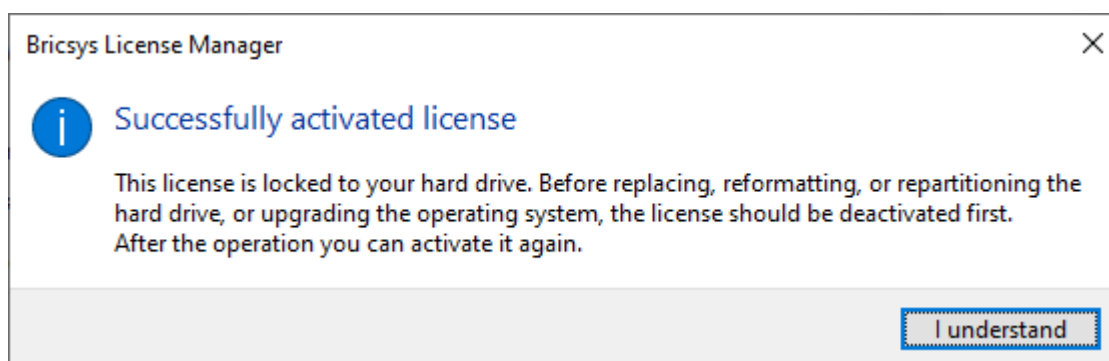 Bricsys License Manager
Successfully activated license
This license is locked to your hard drive. Before replacing, reformatting, or repartitioning the
hard drive, or upgrading the operating system, the license should be deactivated first.
After the operation you can activate it again.
I understand